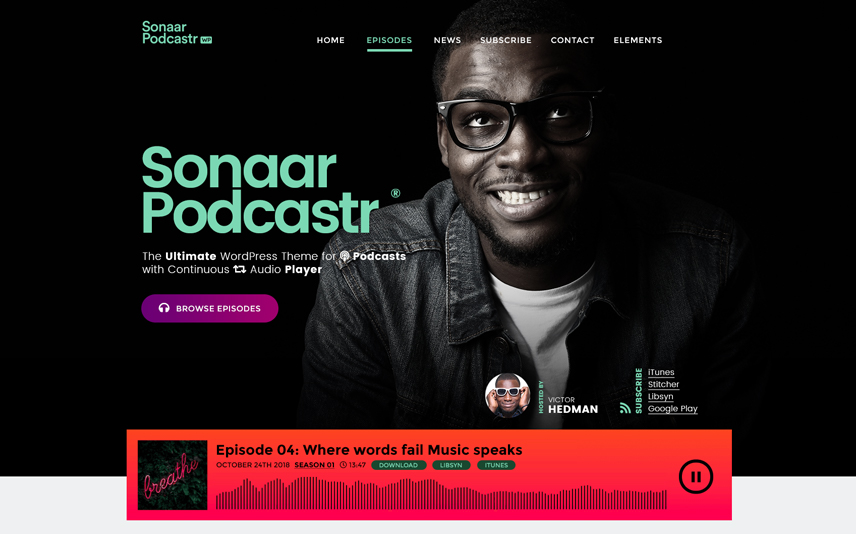 Sonaar
Podcastr WP
HOME EPISODES NEWS SUBSCRIBE CONTACT ELEMENTS
Sonaar
Podcastr ®
The Ultimate WordPress Theme for Podcasts
with Continuous Audio Player
BROWSE EPISODES
HOSTED BY
VICTOR
HEDMAN
SUBSCRIBE
iTunes
Stitcher
Libsyn
Google Play
breathe
Episode 04: Where words fail Music speaks
OCTOBER 24TH 2018 SEASON 01 13:47 DOWNLOAD LIBSYN ITUNES